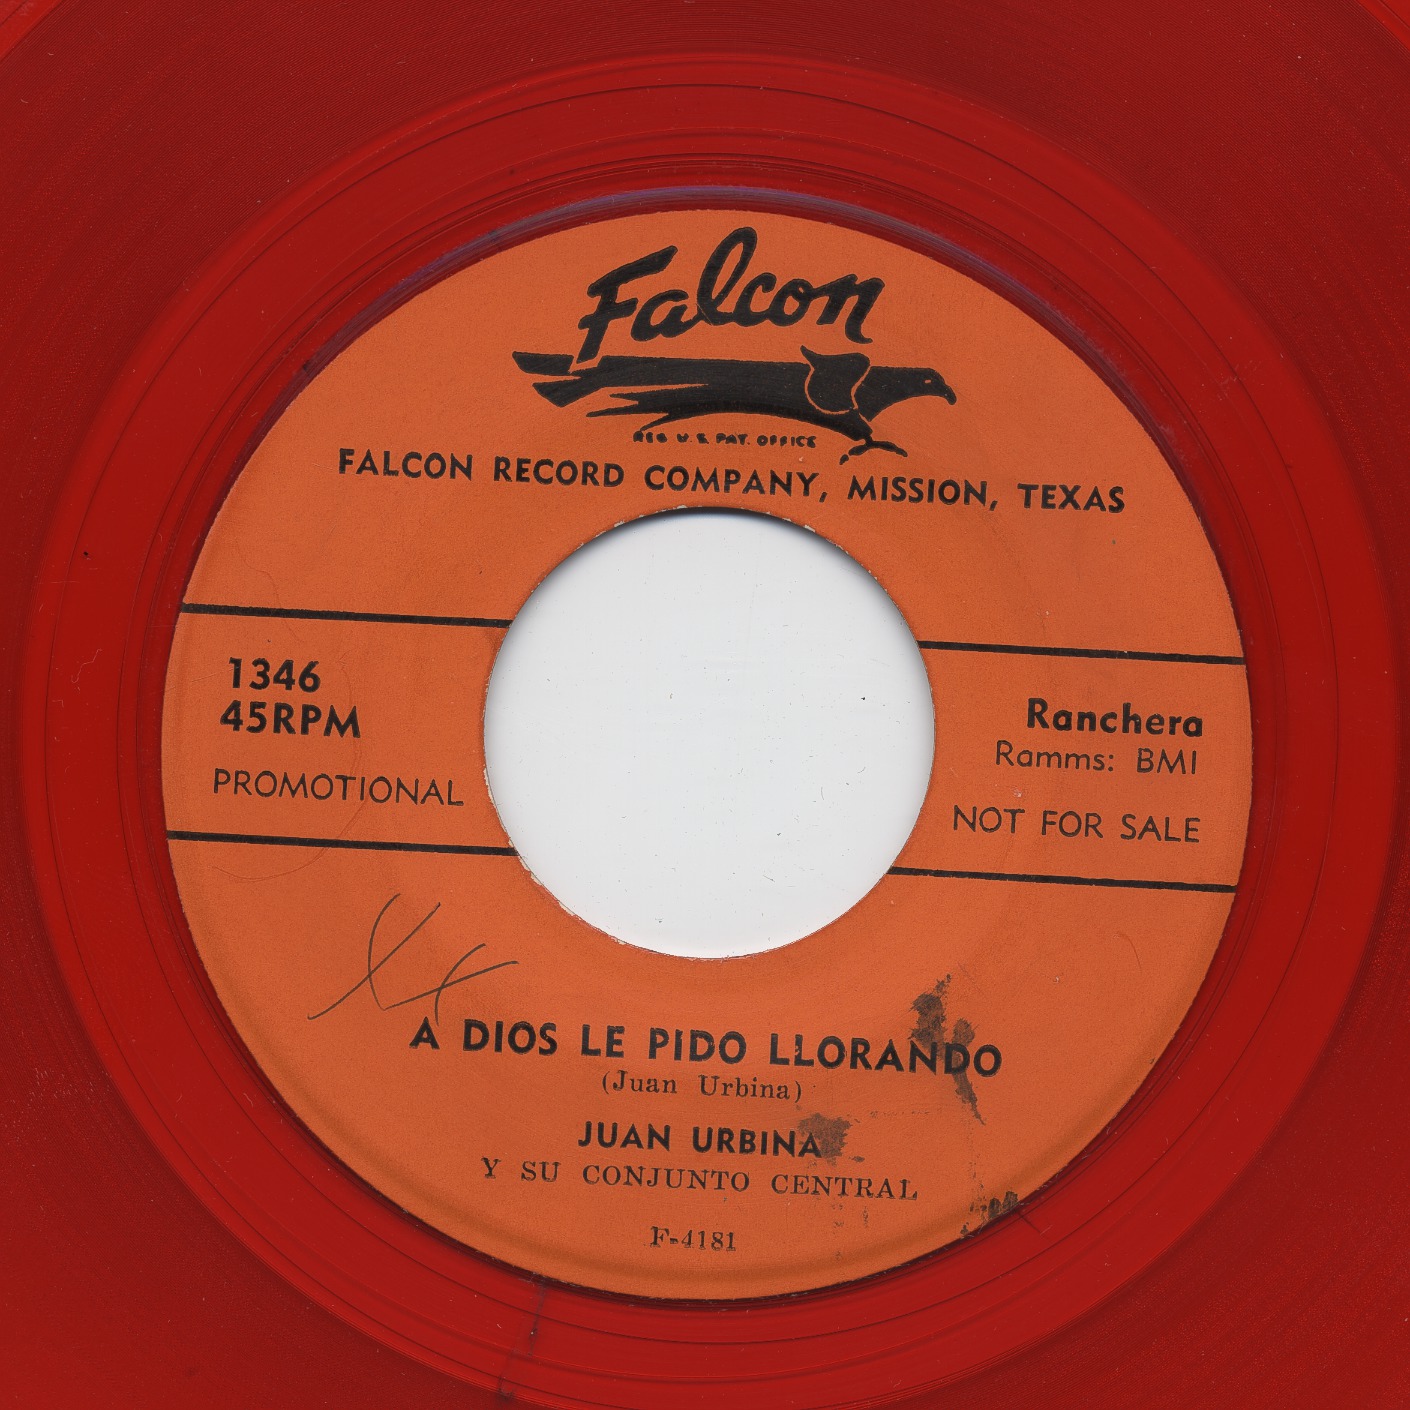 Falcon
REG U.S. PAT. OFFICE
FALCON RECORD COMPANY, MISSION, TEXAS
1346
45RPM
PROMOTIONAL
Ranchera
Ramms: BMI
NOT FOR SALE
A DIOS LE PIDO LLORANDO
(Juan Urbina)
JUAN URBINA
Y SU CONJUNTO CENTRAL
F-4181